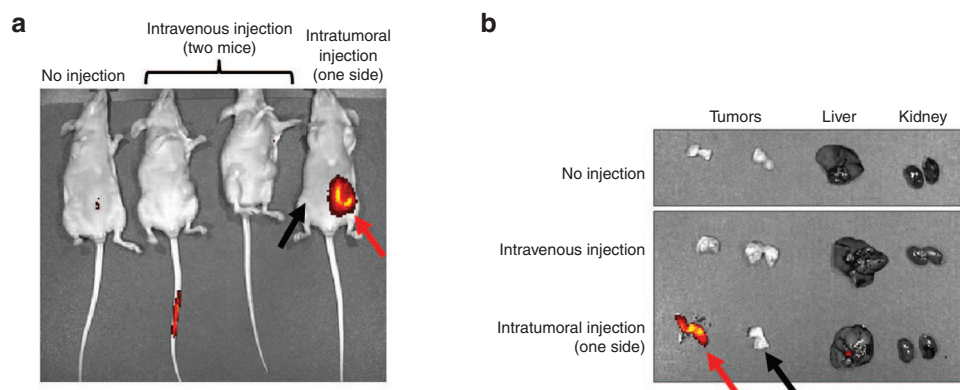 a
Intravenous injection
(two mice)
Intratumoral
injection
(one side)
No injection
b
Tumors
Liver
Kidney
No injection
Intravenous injection
Intratumoral injection
(one side)